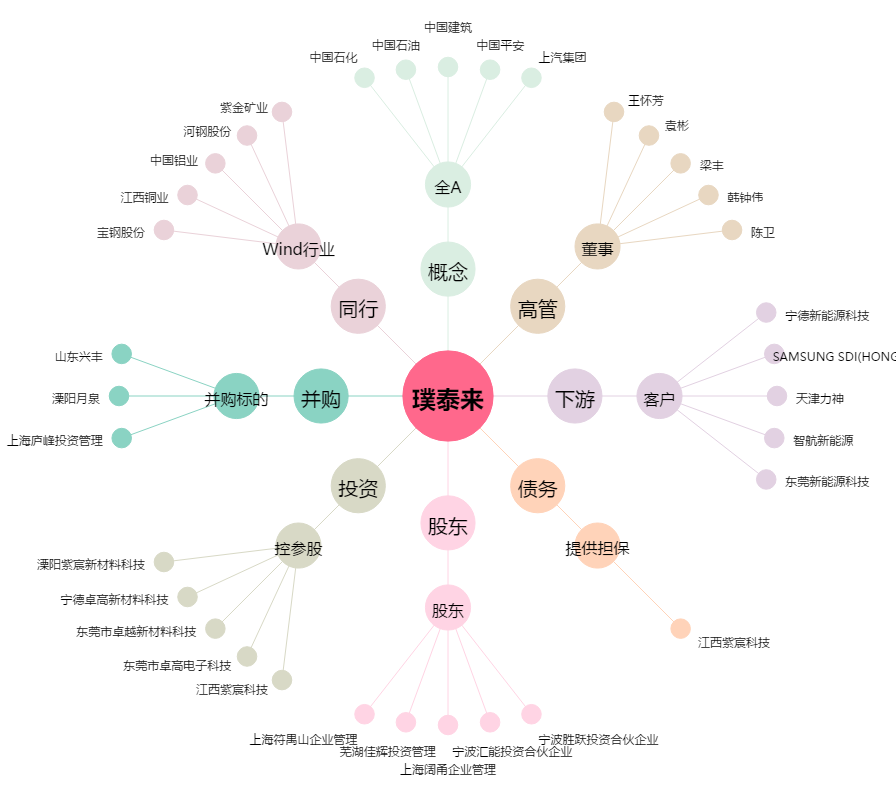 中国建筑
中国石油
中国平安
中国石化
上汽集团
紫金矿业
王怀芳
河钢股份
袁彬
中国铝业
梁丰
全A
江西铜业
韩钟伟
宝钢股份
陈卫
Wind行业
董事
概念
同行
高管
宁德新能源科技
山东兴丰
SAMSUNG SDI(HONG
溧阳月泉
并购标的
并购
璞泰来
下游
客户
天津力神
上海庐峰投资管理
智航新能源
东莞新能源科技
投资
债务
股东
控参股
提供担保
溧阳紫宸新材料科技
宁德卓高新材料科技
股东
东莞市卓越新材料科技
江西紫宸科技
东莞市卓高电子科技
江西紫宸科技
上海符禺山企业管理
宁波胜跃投资合伙企业
芜湖佳辉投资管理
宁波汇能投资合伙企业
上海阔甬企业管理